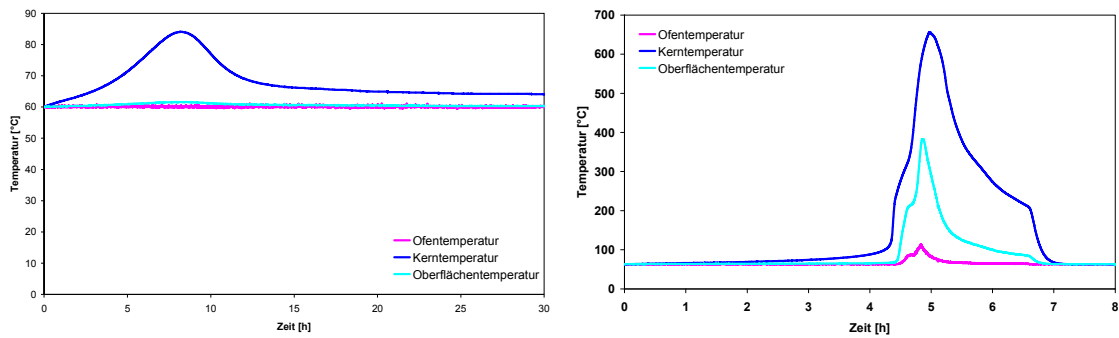 90
80
70
60
50
40
30
20
10
0
Temperatur [°C]
0 5 10 15 20 25 30
Zeit [h]
Ofentemperatur
Kerntemperatur
Oberflächentemperatur
700
600
500
400
300
200
100
0
Temperatur [°C]
0 1 2 3 4 5 6 7 8
Zeit [h]
Ofentemperatur
Kerntemperatur
Oberflächentemperatur